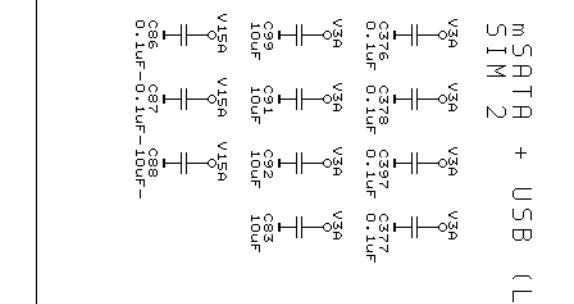 mSATA + USB (L
SIM 2
V3A V3A V3A V3A
C376 C378 C397 C377
0.1uF 0.1uF 0.1uF 0.1uF
V3A V3A V3A V3A
C99 C91 C92 C83
10uF 10uF 10uF 10uF
V15A V15A V15A
C86 C87 C88
0.1uF-0.1uF-10uF-